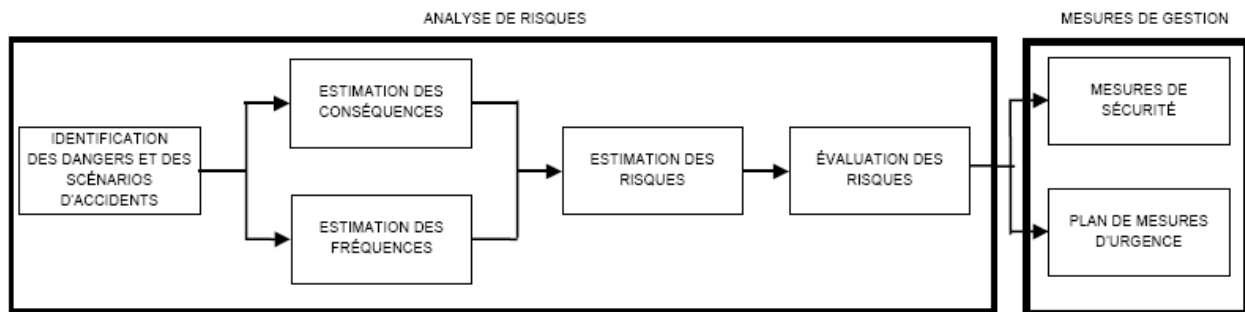 ANALYSE DE RISQUES
MESURES DE GESTION
IDENTIFICATION
DES DANGERS ET DES
SCÉNARIOS
D'ACCIDENTS
ESTIMATION DES
CONSÉQUENCES
ESTIMATION DES
FRÉQUENCES
ESTIMATION DES
RISQUES
ÉVALUATION DES
RISQUES
MESURES DE
SÉCURITÉ
PLAN DE MESURES
D'URGENCE